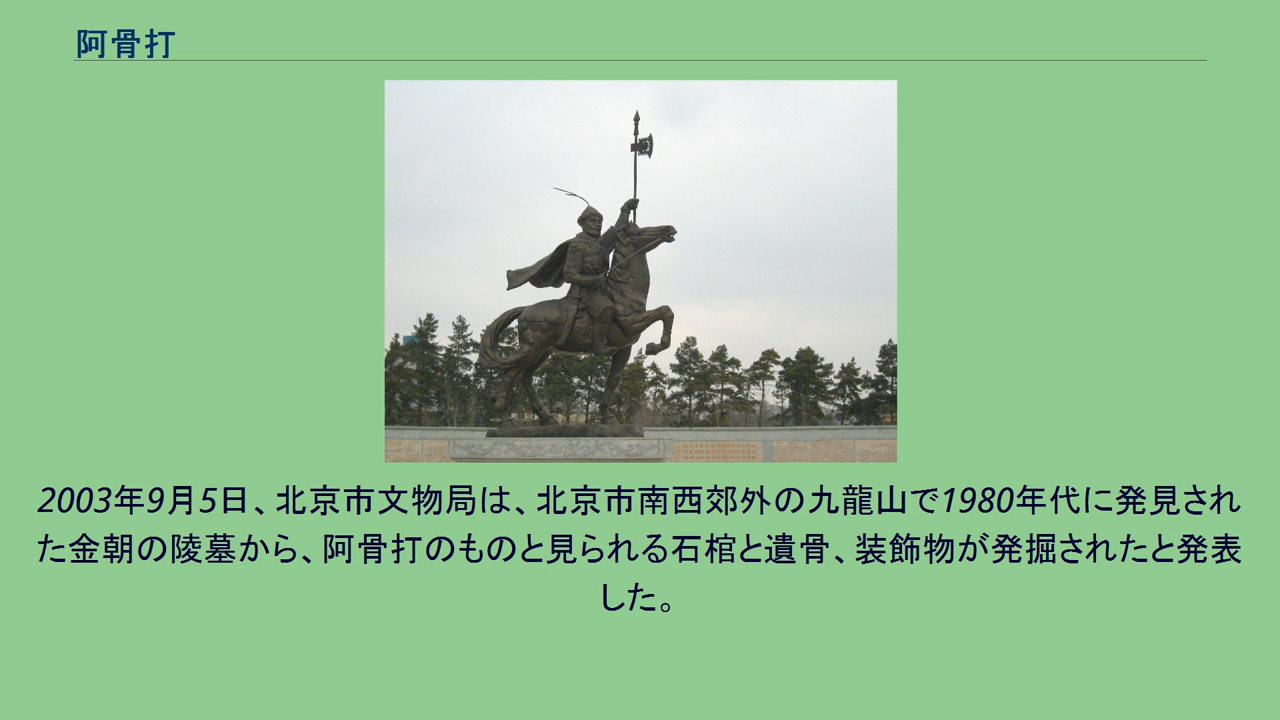 阿骨打
2003年9月5日、北京市文物局は、北京市南西郊外の九龍山で1980年代に発見され
た金朝の陵墓から、阿骨打のものと見られる石棺と遺骨、装飾物が発掘されたと発表
した。